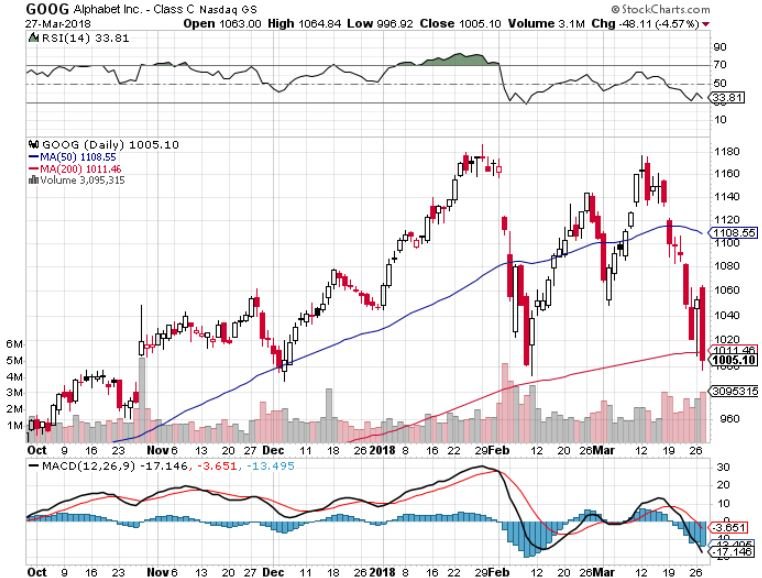 GOOG Alphabet Inc. - Class C Nasdaq GS © StockCharts.com
27-Mar-2018 Open 1063.00 High 1064.84 Low 996.92 Close 1005.10 Volume 3.1M Chg -48.11 (-4.57%)
RSI(14) 33.81
90
70
50
33.81
30
10
GOOG (Daily) 1005.10
MA(50) 1108.55
MA(200) 1011.46
Volume 3,095,315
1180
1160
1140
1120
1108.55
1100
1080
1060
1040
1020
1011.46
1005.10
3095315
960
6M
5M
4M
3M
2M
1M
Oct 9 16 23 Nov 6 13 20 27 Dec 11 18 26 2018 8 16 22 29 Feb 12 20 26 Mar 12 19 26
MACD(12,26,9) -17.146, -3.651, -13.495
30
20
10
0
-3.651
-17.146
Oct 9 16 23 Nov 6 13 20 27 Dec 11 18 26 2018 8 16 22 29 Feb 12 20 26 Mar 12 19 26